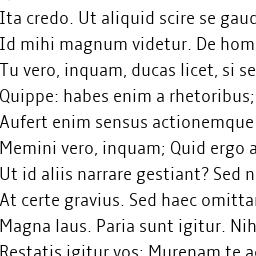 Ita credo. Ut aliquid scire se gaud
Id mihi magnum videtur. De hom
Tu vero, inquam, ducas licet, si se
Quippe: habes enim a rhetoribus;
Aufert enim sensus actionemque
Memini vero, inquam; Quid ergo a
Ut id aliis narrare gestiant? Sed n
At certe gravius. Sed haec omitta
Magna laus. Paria sunt igitur. Nih
Restatis igitur vos; Murenam te a